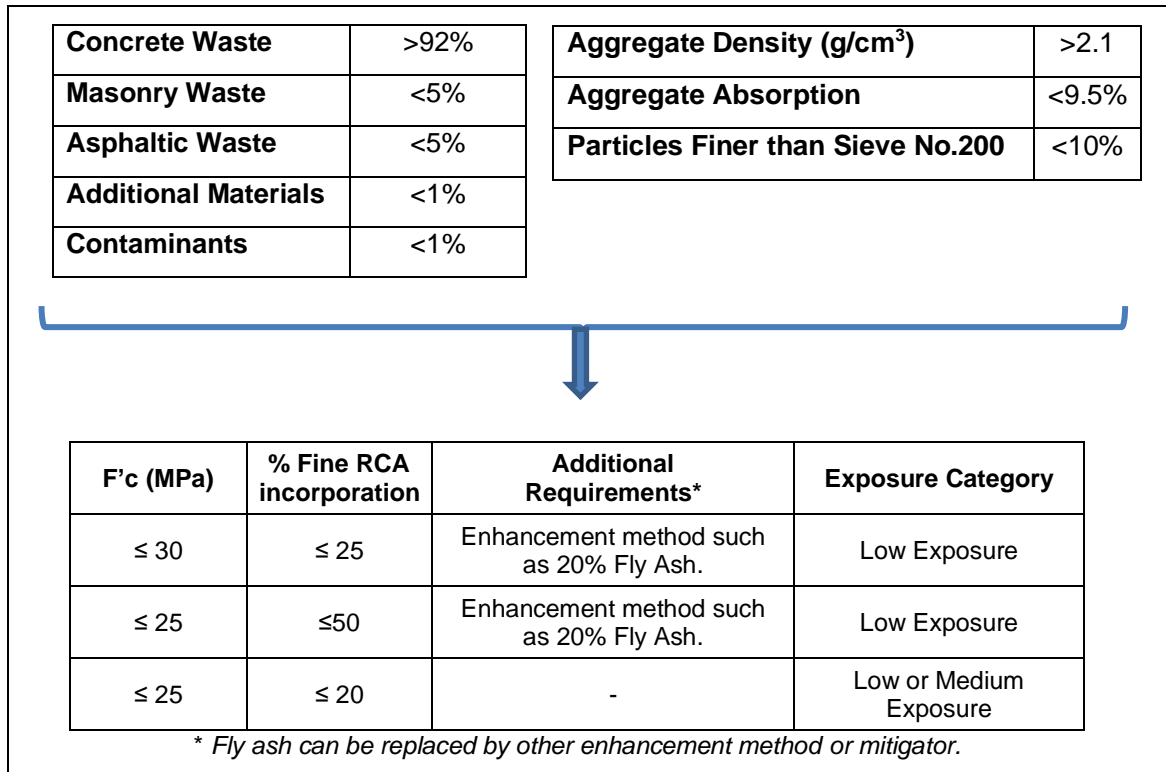 Concrete Waste >92%
Masonry Waste <5%
Asphaltic Waste <5%
Additional Materials <1%
Contaminants <1%
Aggregate Density (g/cm³) >2.1
Aggregate Absorption <9.5%
Particles Finer than Sieve No.200 <10%
F'c (MPa) % Fine RCA incorporation Additional Requirements* Exposure Category
≤ 30 ≤ 25 Enhancement method such as 20% Fly Ash. Low Exposure
≤ 25 ≤50 Enhancement method such as 20% Fly Ash. Low Exposure
≤ 25 ≤ 20 - Low or Medium Exposure
* Fly ash can be replaced by other enhancement method or mitigator.